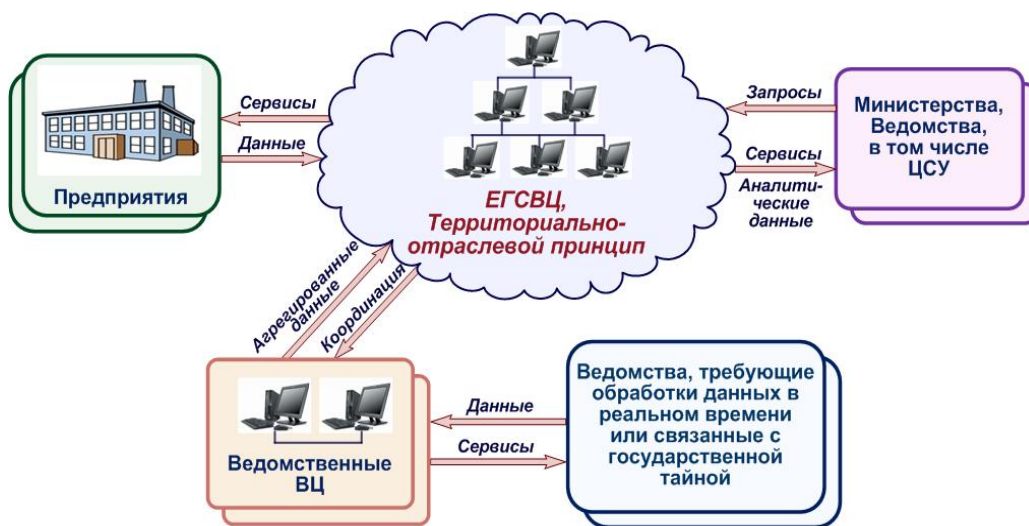 Предприятия
Сервисы
Данные
ЕГСВЦ,
Территориально-
отраслевой принцип
Запросы
Сервисы
Аналити-
ческие
данные
Министерства,
Ведомства,
в том числе
ЦСУ
Агрегированные
данные
Координация
Ведомственные
ВЦ
Данные
Сервисы
Ведомства, требующие
обработки данных в
реальном времени
или связанные с
государственной
тайной